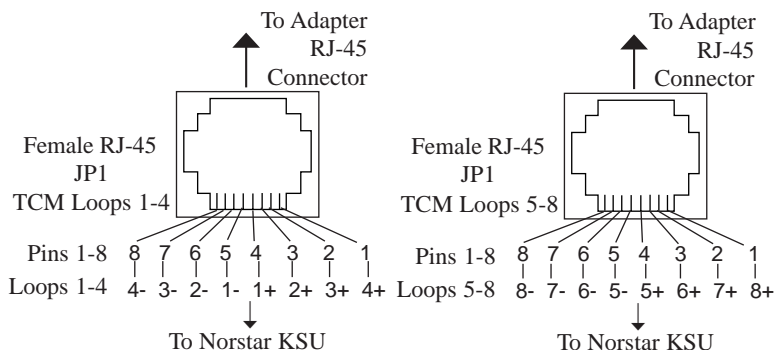 To Adapter
RJ-45
Connector
Female RJ-45
JP1
TCM Loops 1-4
Pins 1-8 8 7 6 5 4 3 2 1
Loops 1-4 4- 3- 2- 1- 1+ 2+ 3+ 4+
To Norstar KSU
To Adapter
RJ-45
Connector
Female RJ-45
JP1
TCM Loops 5-8
Pins 1-8 8 7 6 5 4 3 2 1
Loops 5-8 8- 7- 6- 5- 5+ 6+ 7+ 8+
To Norstar KSU